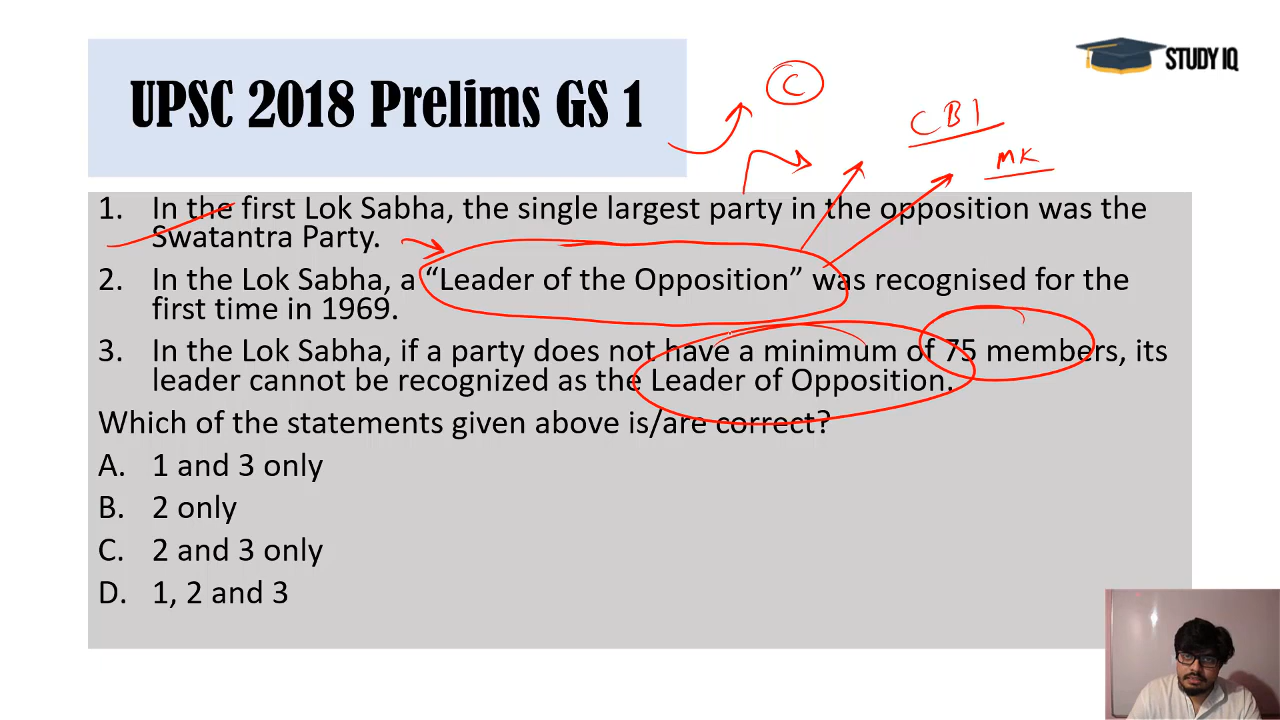 UPSC 2018 Prelims GS 1
STUDY IQ
C
CBI
MK
1. In the first Lok Sabha, the single largest party in the opposition was the
Swatantra Party.
2. In the Lok Sabha, a “Leader of the Opposition” was recognised for the
first time in 1969.
3. In the Lok Sabha, if a party does not have a minimum of 75 members, its
leader cannot be recognized as the Leader of Opposition.
Which of the statements given above is/are correct?
A. 1 and 3 only
B. 2 only
C. 2 and 3 only
D. 1, 2 and 3